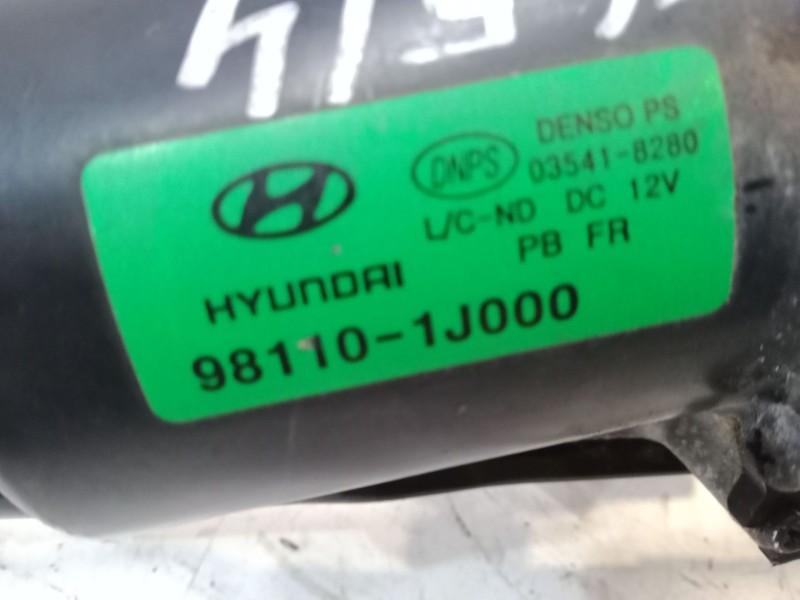 DENSO PS
DNPS
03541-8280
L/C-ND DC 12V
PB FR
HYUNDAI
98110-1J000